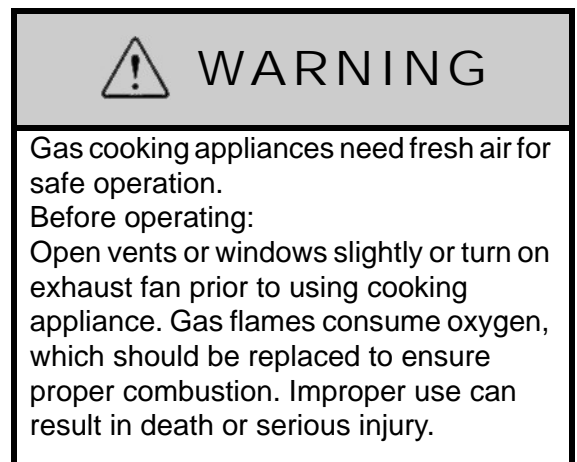 WARNING
Gas cooking appliances need fresh air for
safe operation.
Before operating:
Open vents or windows slightly or turn on
exhaust fan prior to using cooking
appliance. Gas flames consume oxygen,
which should be replaced to ensure
proper combustion. Improper use can
result in death or serious injury.